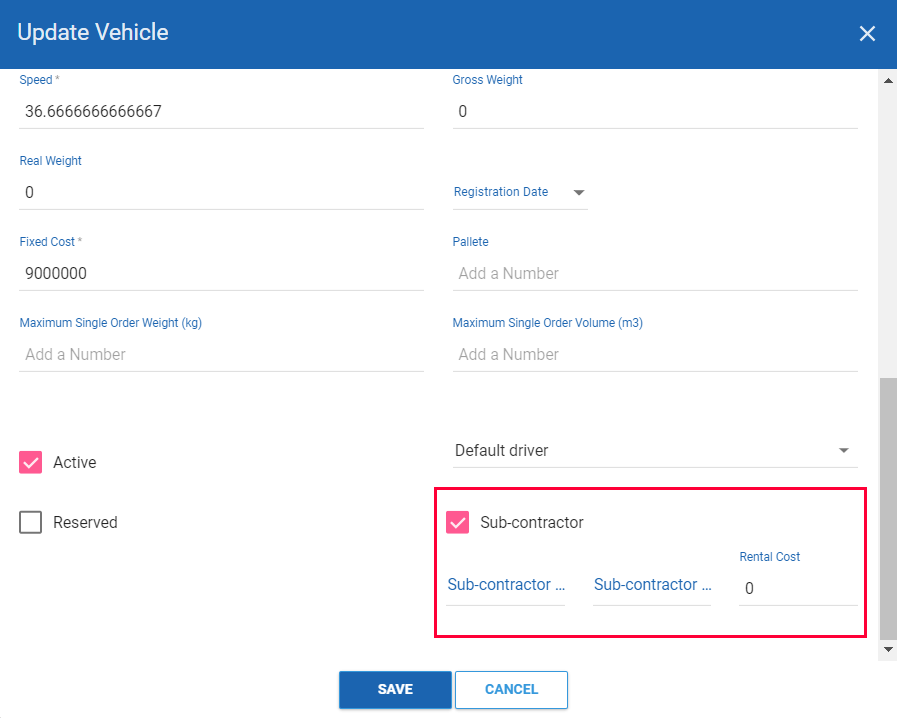 Update Vehicle
Speed *
Gross Weight
36.6666666666667
0
Real Weight
0
Registration Date
Fixed Cost *
Pallete
9000000
Add a Number
Maximum Single Order Weight (kg)
Maximum Single Order Volume (m3)
Add a Number
Add a Number
Default driver
Active
Reserved
Sub-contractor
Rental Cost
Sub-contractor ...
Sub-contractor ...
0
SAVE
CANCEL